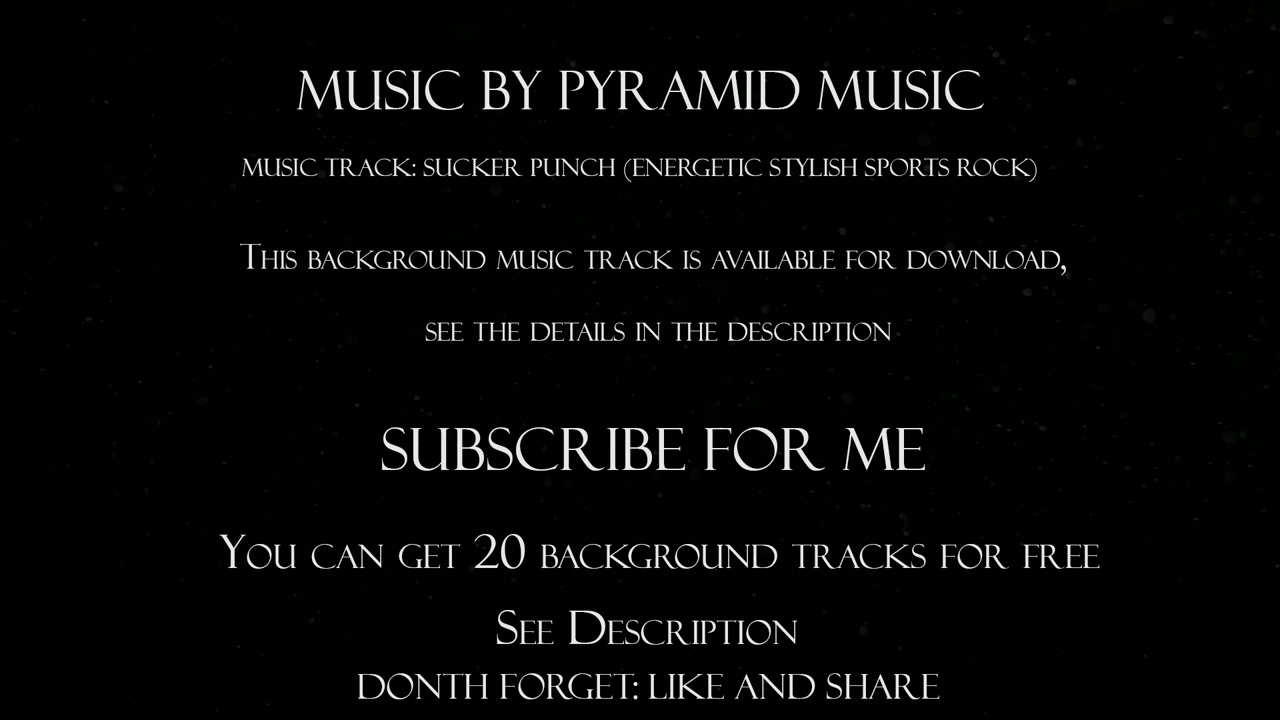 MUSIC BY PYRAMID MUSIC
MUSIC TRACK: SUCKER PUNCH (ENERGETIC STYLISH SPORTS ROCK)
This background music track is available for download,
see the details in the description
SUBSCRIBE FOR ME
You can get 20 background tracks for free
See Description
DONTH FORGET: LIKE AND SHARE